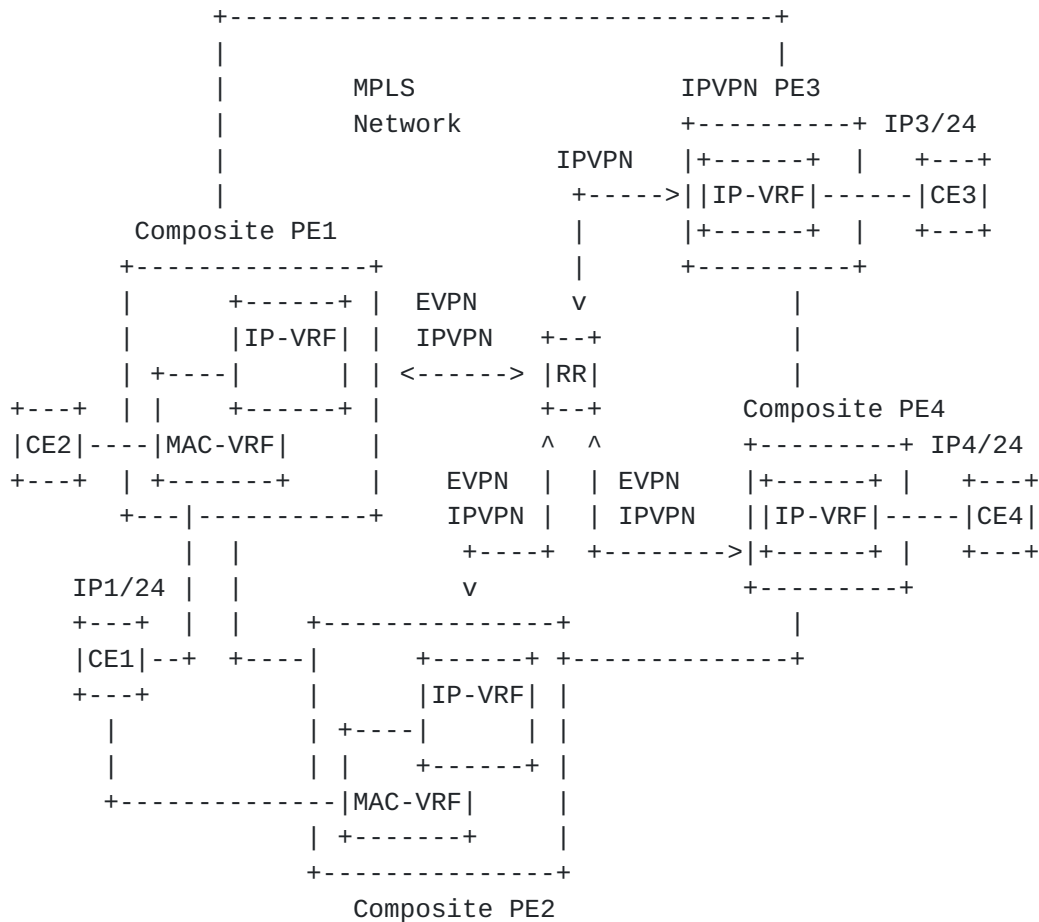 MPLS IPVPN PE3
Network IP3/24
IPVPN
IP-VRF CE3
Composite PE1
EVPN
IP-VRF IPVPN
RR
Composite PE4
CE2 MAC-VRF IP4/24
EVPN EVPN
IPVPN IPVPN IP-VRF CE4
IP1/24
CE1
IP-VRF
MAC-VRF
Composite PE2